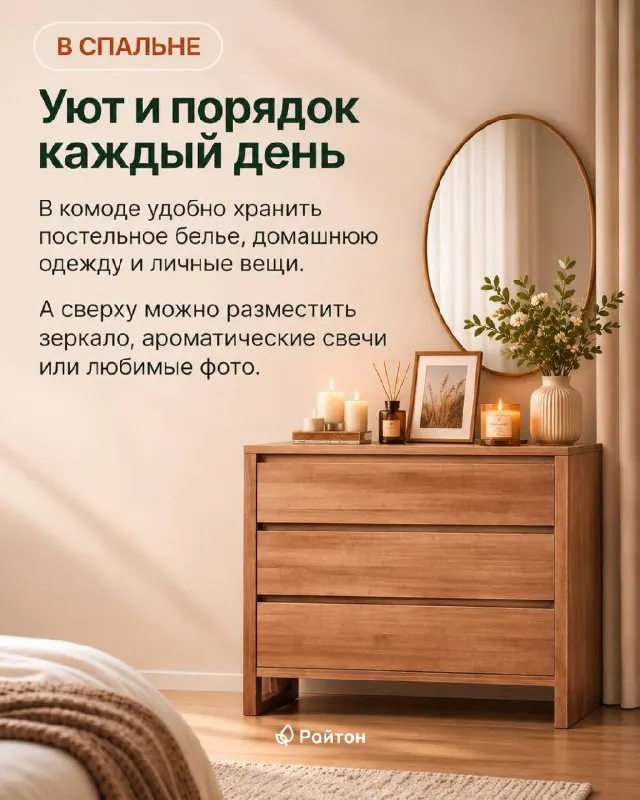 В СПАЛЬНЕ
Уют и порядок
каждый день
В комоде удобно хранить
постельное белье, домашнюю
одежду и личные вещи.
А сверху можно разместить
зеркало, ароматические свечи
или любимые фото.
Райтон